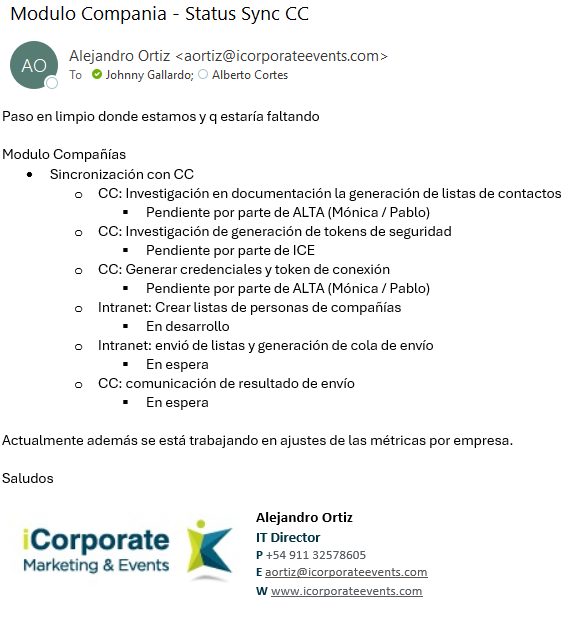 Modulo Compania - Status Sync CC
AO
Alejandro Ortiz <aortiz@icorporateevents.com>
To Johnny Gallardo; Alberto Cortes
Paso en limpio donde estamos y q estaría faltando
Modulo Compañías
• Sincronización con CC
o CC: Investigación en documentación la generación de listas de contactos
▪ Pendiente por parte de ALTA (Mónica / Pablo)
o CC: Investigación de generación de tokens de seguridad
▪ Pendiente por parte de ICE
o CC: Generar credenciales y token de conexión
▪ Pendiente por parte de ALTA (Mónica / Pablo)
o Intranet: Crear listas de personas de compañías
▪ En desarrollo
o Intranet: envió de listas y generación de cola de envío
▪ En espera
o CC: comunicación de resultado de envío
▪ En espera
Actualmente además se está trabajando en ajustes de las métricas por empresa.
Saludos
iCorporate
Marketing & Events
Alejandro Ortiz
IT Director
P +54 911 32578605
E aortiz@icorporateevents.com
W www.icorporateevents.com